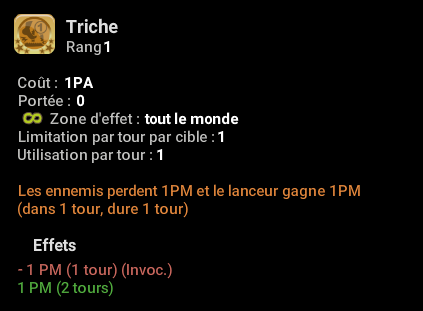 Triche
Rang 1
Coût : 1PA
Portée : 0
Zone d'effet : tout le monde
Limitation par tour par cible : 1
Utilisation par tour : 1
Les ennemis perdent 1PM et le lanceur gagne 1PM
(dans 1 tour, dure 1 tour)
Effets
- 1 PM (1 tour) (Invoc.)
1 PM (2 tours)